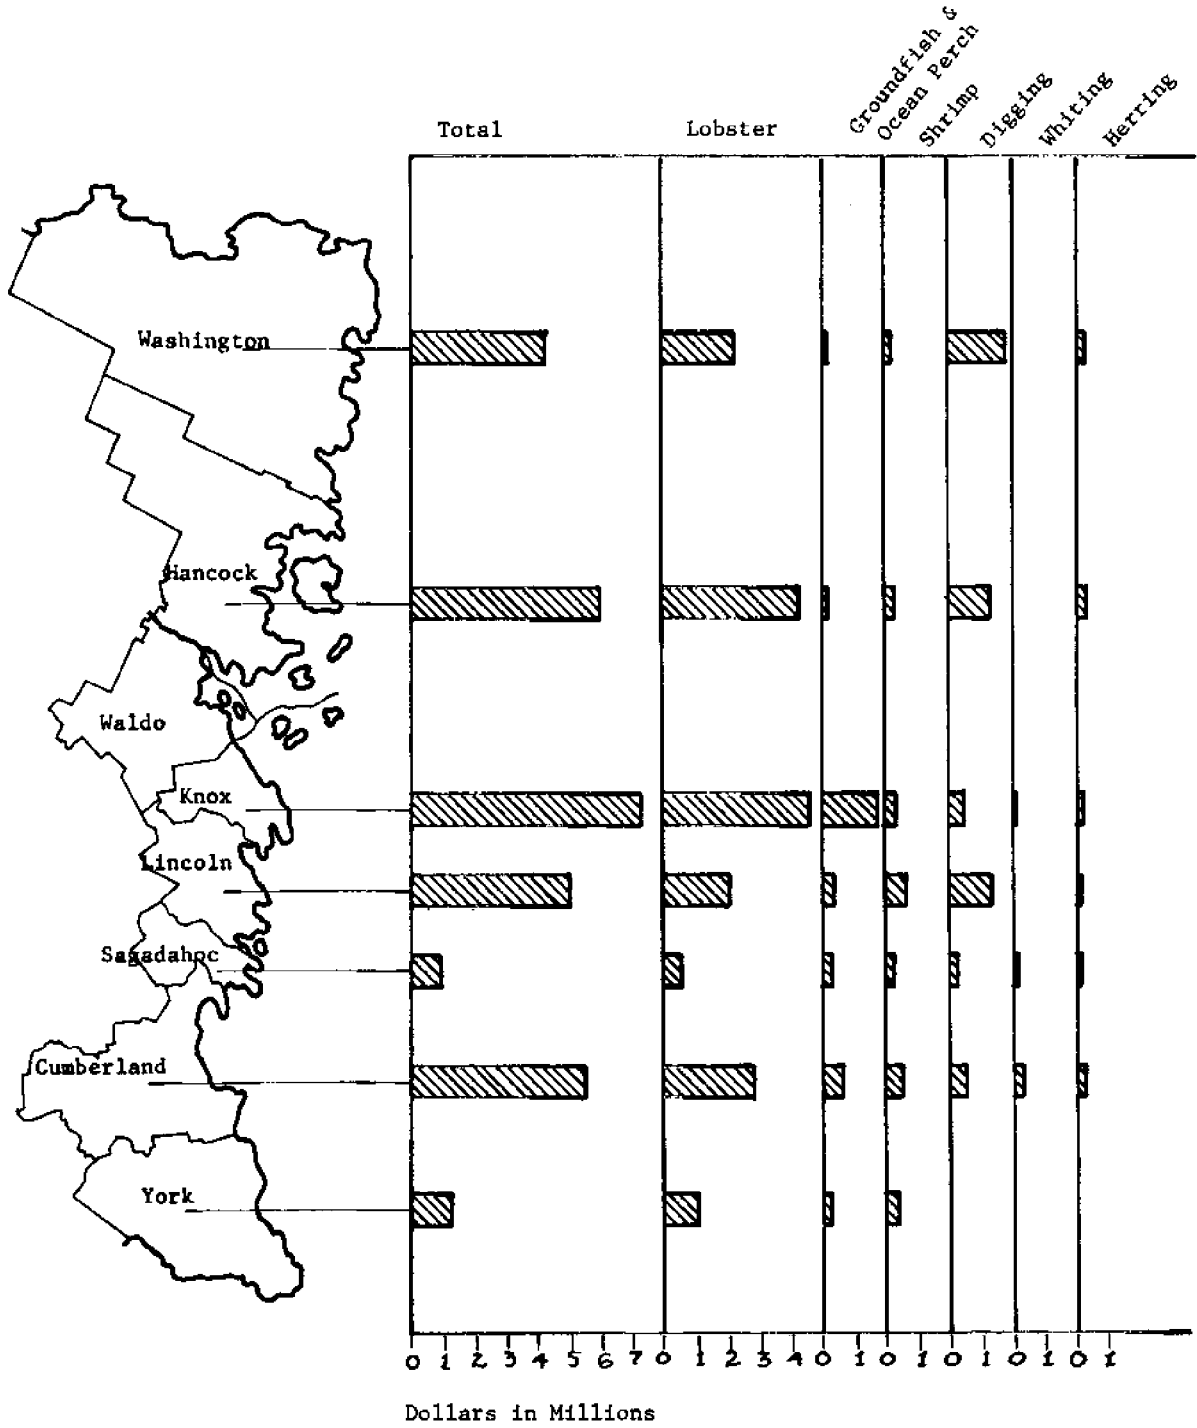 Groundfish &
Ocean Perch
Shrimp
Digging
Whiting
Herring
Total
Lobster
Washington
Hancock
Waldo
Knox
Lincoln
Sagadahoc
Cumberland
York
0 1 2 3 4 5 6 7 0 1 2 3 4 0 1 0 1 0 1 0 1 0 1
Dollars in Millions